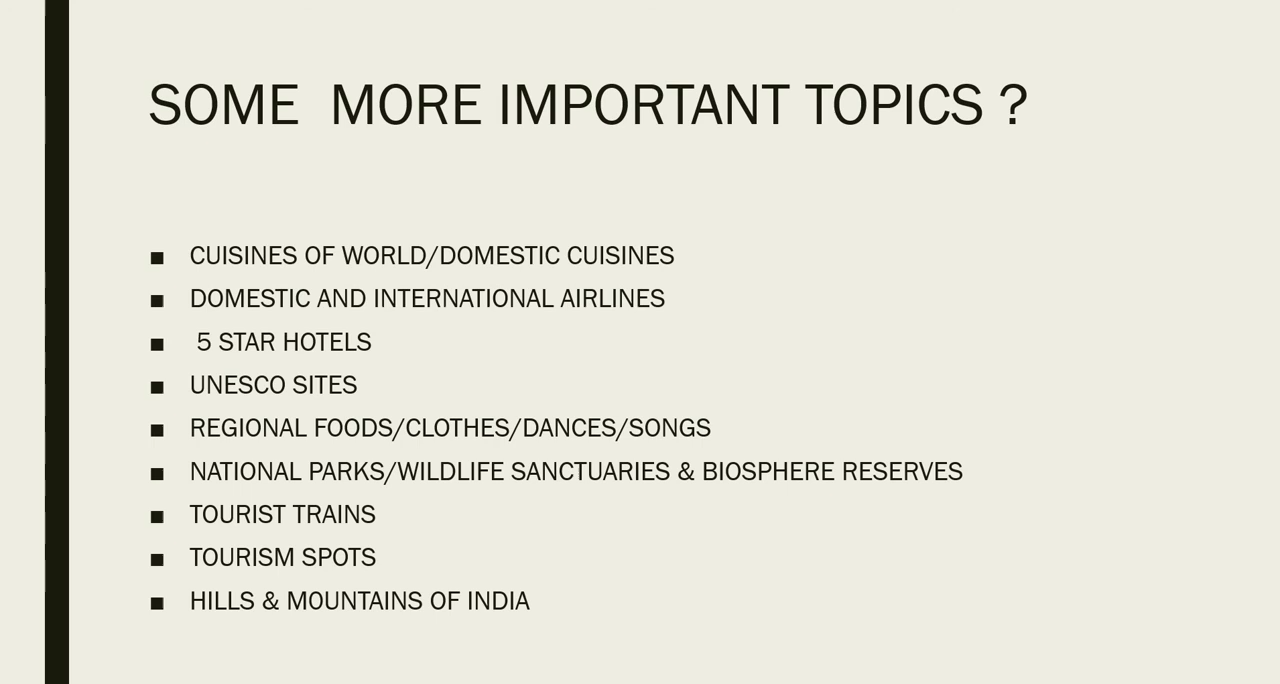 SOME  MORE IMPORTANT TOPICS ?
■ CUISINES OF WORLD/DOMESTIC CUISINES
■ DOMESTIC AND INTERNATIONAL AIRLINES
■ 5 STAR HOTELS
■ UNESCO SITES
■ REGIONAL FOODS/CLOTHES/DANCES/SONGS
■ NATIONAL PARKS/WILDLIFE SANCTUARIES & BIOSPHERE RESERVES
■ TOURIST TRAINS
■ TOURISM SPOTS
■ HILLS & MOUNTAINS OF INDIA